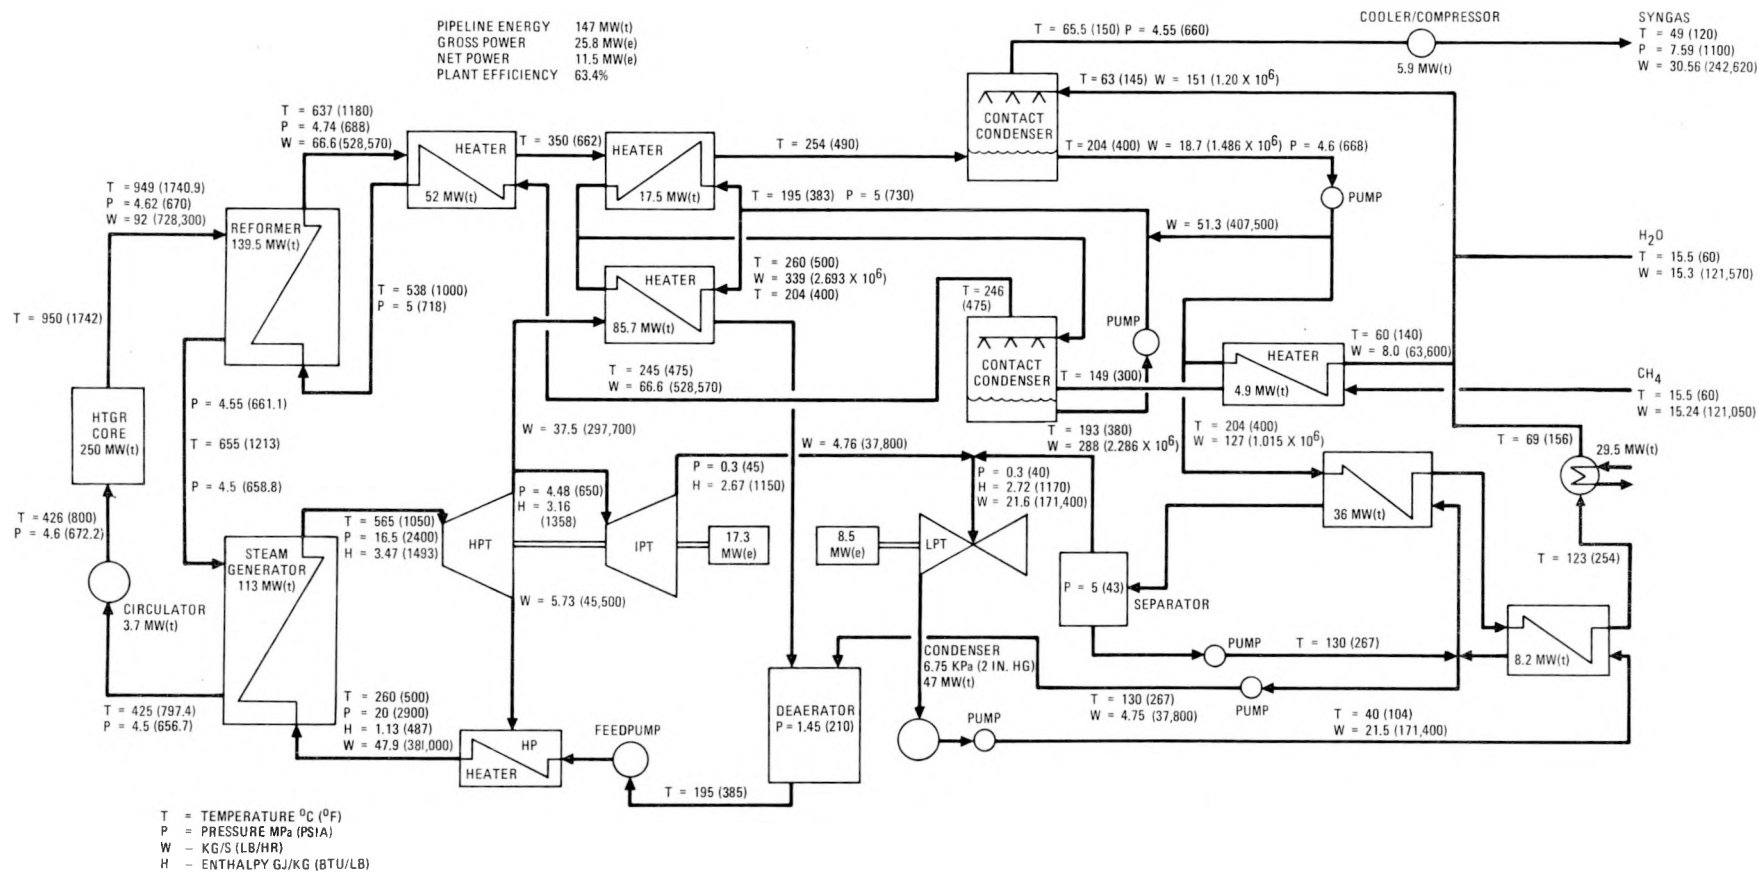 PIPELINE ENERGY 147 MW(t)
GROSS POWER 25.8 MW(e)
NET POWER 11.5 MW(e)
PLANT EFFICIENCY 63.4%
T = 65.5 (150) P = 4.55 (660)
COOLER/COMPRESSOR
5.9 MW(t)
SYNGAS
T = 49 (120)
P = 7.59 (1100)
W = 30.56 (242,620)
T = 637 (1180)
P = 4.74 (688)
W = 66.6 (528,570)
HEATER
52 MW(t)
T = 350 (662)
HEATER
17.5 MW(t)
T = 254 (490)
CONTACT
CONDENSER
T = 63 (145) W = 151 (1.20 X 10⁶)
T = 204 (400) W = 18.7 (1.486 X 10⁶) P = 4.6 (668)
PUMP
T = 195 (383) P = 5 (730)
W = 51.3 (407,500)
H₂O
T = 15.5 (60)
W = 15.3 (121,570)
T = 949 (1740.9)
P = 4.62 (670)
W = 92 (728,300)
REFORMER
139.5 MW(t)
T = 538 (1000)
P = 5 (718)
HEATER
85.7 MW(t)
T = 260 (500)
W = 339 (2.693 X 10⁶)
T = 204 (400)
T = 246
(475)
CONTACT
CONDENSER
PUMP
T = 60 (140)
W = 8.0 (63,600)
HEATER
4.9 MW(t)
T = 149 (300)
CH₄
T = 15.5 (60)
W = 15.24 (121,050)
T = 950 (1742)
HTGR
CORE
250 MW(t)
P = 4.55 (661.1)
T = 655 (1213)
P = 4.5 (658.8)
T = 245 (475)
W = 66.6 (528,570)
W = 37.5 (297,700)
T = 193 (380)
W = 288 (2.286 X 10⁶)
T = 204 (400)
W = 127 (1.015 X 10⁶)
T = 69 (156)
29.5 MW(t)
W = 4.76 (37,800)
P = 0.3 (45)
H = 2.67 (1150)
P = 0.3 (40)
H = 2.72 (1170)
W = 21.6 (171,400)
36 MW(t)
T = 426 (800)
P = 4.6 (672.2)
CIRCULATOR
3.7 MW(t)
STEAM
GENERATOR
113 MW(t)
T = 565 (1050)
P = 16.5 (2400)
H = 3.47 (1493)
HPT
P = 4.48 (650)
H = 3.16
(1358)
IPT
17.3
MW(e)
8.5
MW(e)
LPT
P = 5 (43)
SEPARATOR
T = 123 (254)
8.2 MW(t)
W = 5.73 (45,500)
PUMP
T = 130 (267)
CONDENSER
6.75 KPa (2 IN. HG)
47 MW(t)
T = 130 (267)
W = 4.75 (37,800)
PUMP
T = 40 (104)
W = 21.5 (171,400)
PUMP
DEAERATOR
P = 1.45 (210)
T = 425 (797.4)
P = 4.5 (656.7)
T = 260 (500)
P = 20 (2900)
H = 1.13 (487)
W = 47.9 (381,000)
HP
HEATER
FEEDPUMP
T = 195 (385)
T = TEMPERATURE °C (°F)
P = PRESSURE MPa (PSIA)
W – KG/S (LB/HR)
H – ENTHALPY GJ/KG (BTU/LB)